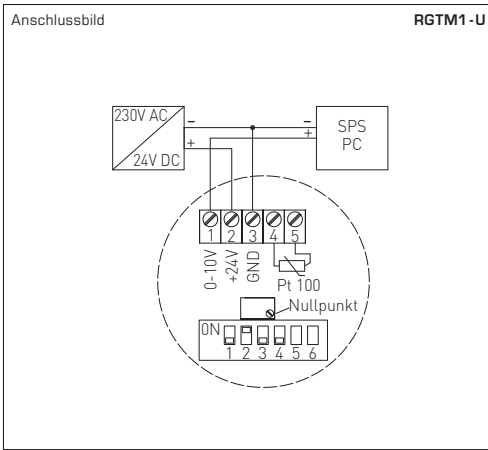 Anschlussbild RGTM1-U
230V AC
24V DC
− +
− +
SPS
PC
1 2 3 4 5
0-10V
+24V
GND
Pt 100
Nullpunkt
ON
1 2 3 4 5 6